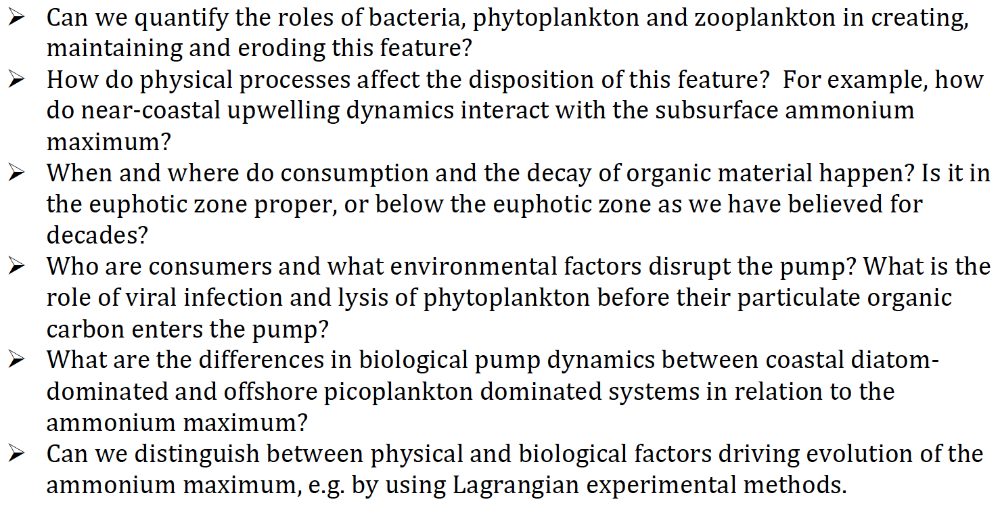 ➢ Can we quantify the roles of bacteria, phytoplankton and zooplankton in creating,
maintaining and eroding this feature?
➢ How do physical processes affect the disposition of this feature?  For example, how
do near-coastal upwelling dynamics interact with the subsurface ammonium
maximum?
➢ When and where do consumption and the decay of organic material happen? Is it in
the euphotic zone proper, or below the euphotic zone as we have believed for
decades?
➢ Who are consumers and what environmental factors disrupt the pump? What is the
role of viral infection and lysis of phytoplankton before their particulate organic
carbon enters the pump?
➢ What are the differences in biological pump dynamics between coastal diatom-
dominated and offshore picoplankton dominated systems in relation to the
ammonium maximum?
➢ Can we distinguish between physical and biological factors driving evolution of the
ammonium maximum, e.g. by using Lagrangian experimental methods.